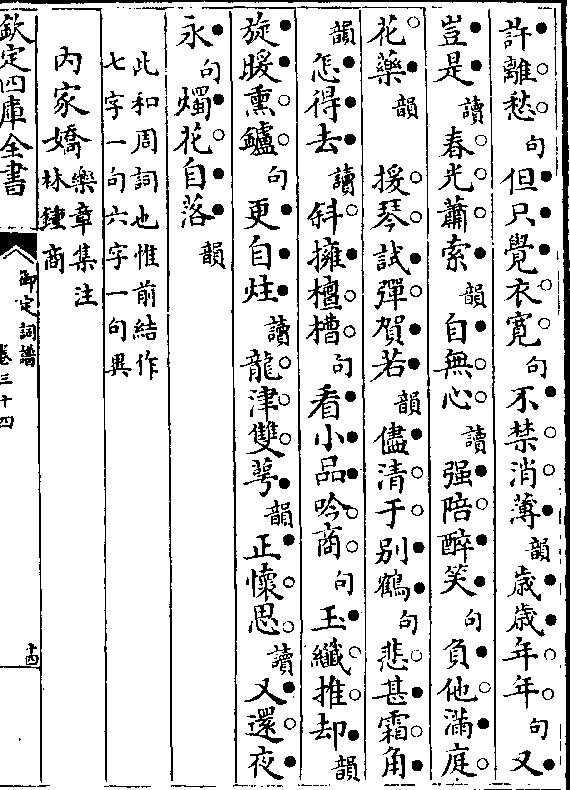 許離愁句但只覺衣寛句不禁消薄韻歳歳年年句又
豈是讀春光蕭索韻自無心讀强陪醉笑句負他滿庭
花藥韻　援琴試彈賀若韻儘清于别鶴句悲甚霜角
韻怎得去讀斜擁檀槽句看小品吟商句玉纖推却韻
旋暖熏鑪句更自炷讀龍津雙萼韻正懷思讀又還夜
永句燭花自落韻
此和周詞也惟前結作
七字一句六字一句異
内家嬌樂章集注
林鍾商
欽定四庫全書
御定詞譜
卷三十四
十四